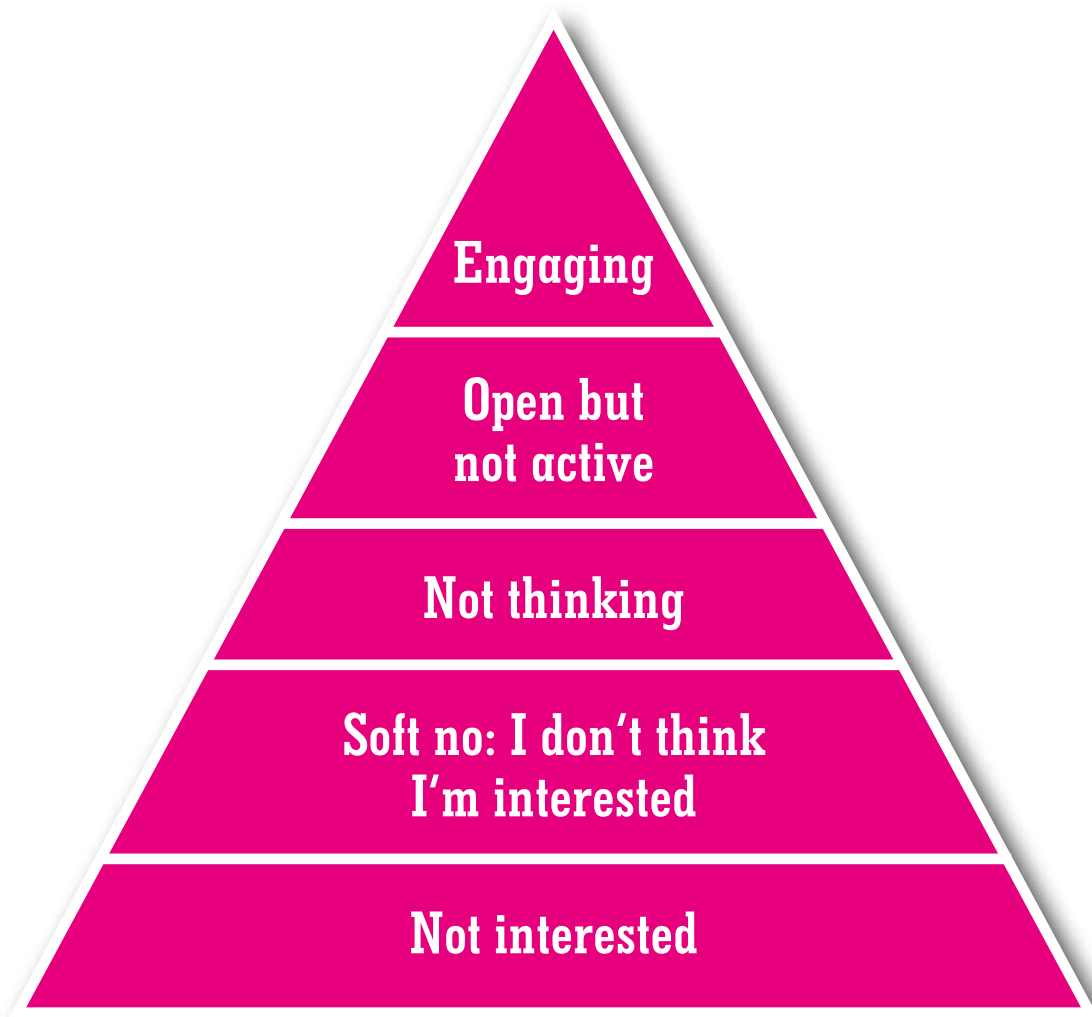 Engaging
Open but
not active
Not thinking
Soft no: I don‘t think
I‘m interested
Not interested